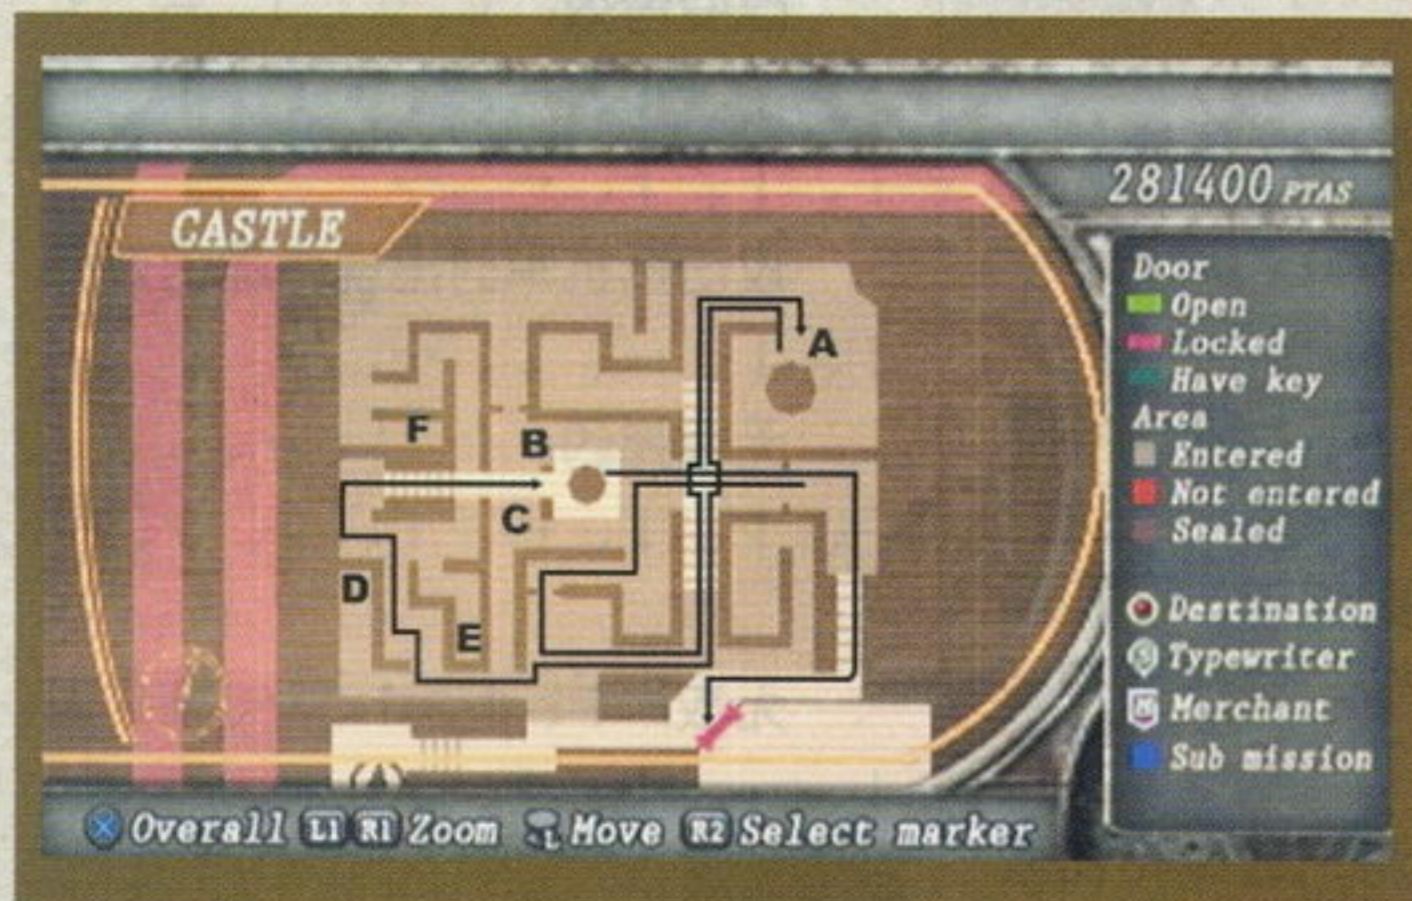 281400 PTAS
CASTLE
Door
Open
Locked
Have key
Area
Entered
Not entered
Sealed
Destination
S Typewriter
Merchant
Sub mission
A
F
B
C
D
E
Overall L1 R1 Zoom L Move R2 Select marker